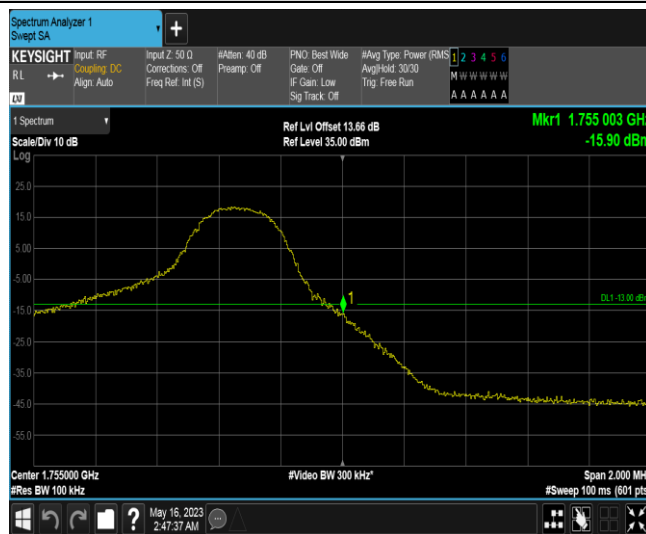 Spectrum Analyzer 1
Swept SA
KEYSIGHT
RL
LXI
Input: RF
Coupling: DC
Align: Auto
Input Z: 50 Ω
Corrections: Off
Freq Ref: Int (S)
#Atten: 40 dB
Preamp: Off
PNO: Best Wide
Gate: Off
IF Gain: Low
Sig Track: Off
#Avg Type: Power (RMS
Avg|Hold: 30/30
Trig: Free Run
1 2 3 4 5 6
M W W W W W
A A A A A A
1 Spectrum
Scale/Div 10 dB
Ref Lvl Offset 13.66 dB
Ref Level 35.00 dBm
Mkr1 1.755 003 GHz
-15.90 dBm
Log
25.0
15.0
5.00
-5.00
-15.0
-25.0
-35.0
-45.0
-55.0
1
DL1 -13.00 dBm
Center 1.755000 GHz
#Res BW 100 kHz
#Video BW 300 kHz*
Span 2.000 MH
#Sweep 100 ms (601 pts
May 16, 2023
2:47:37 AM